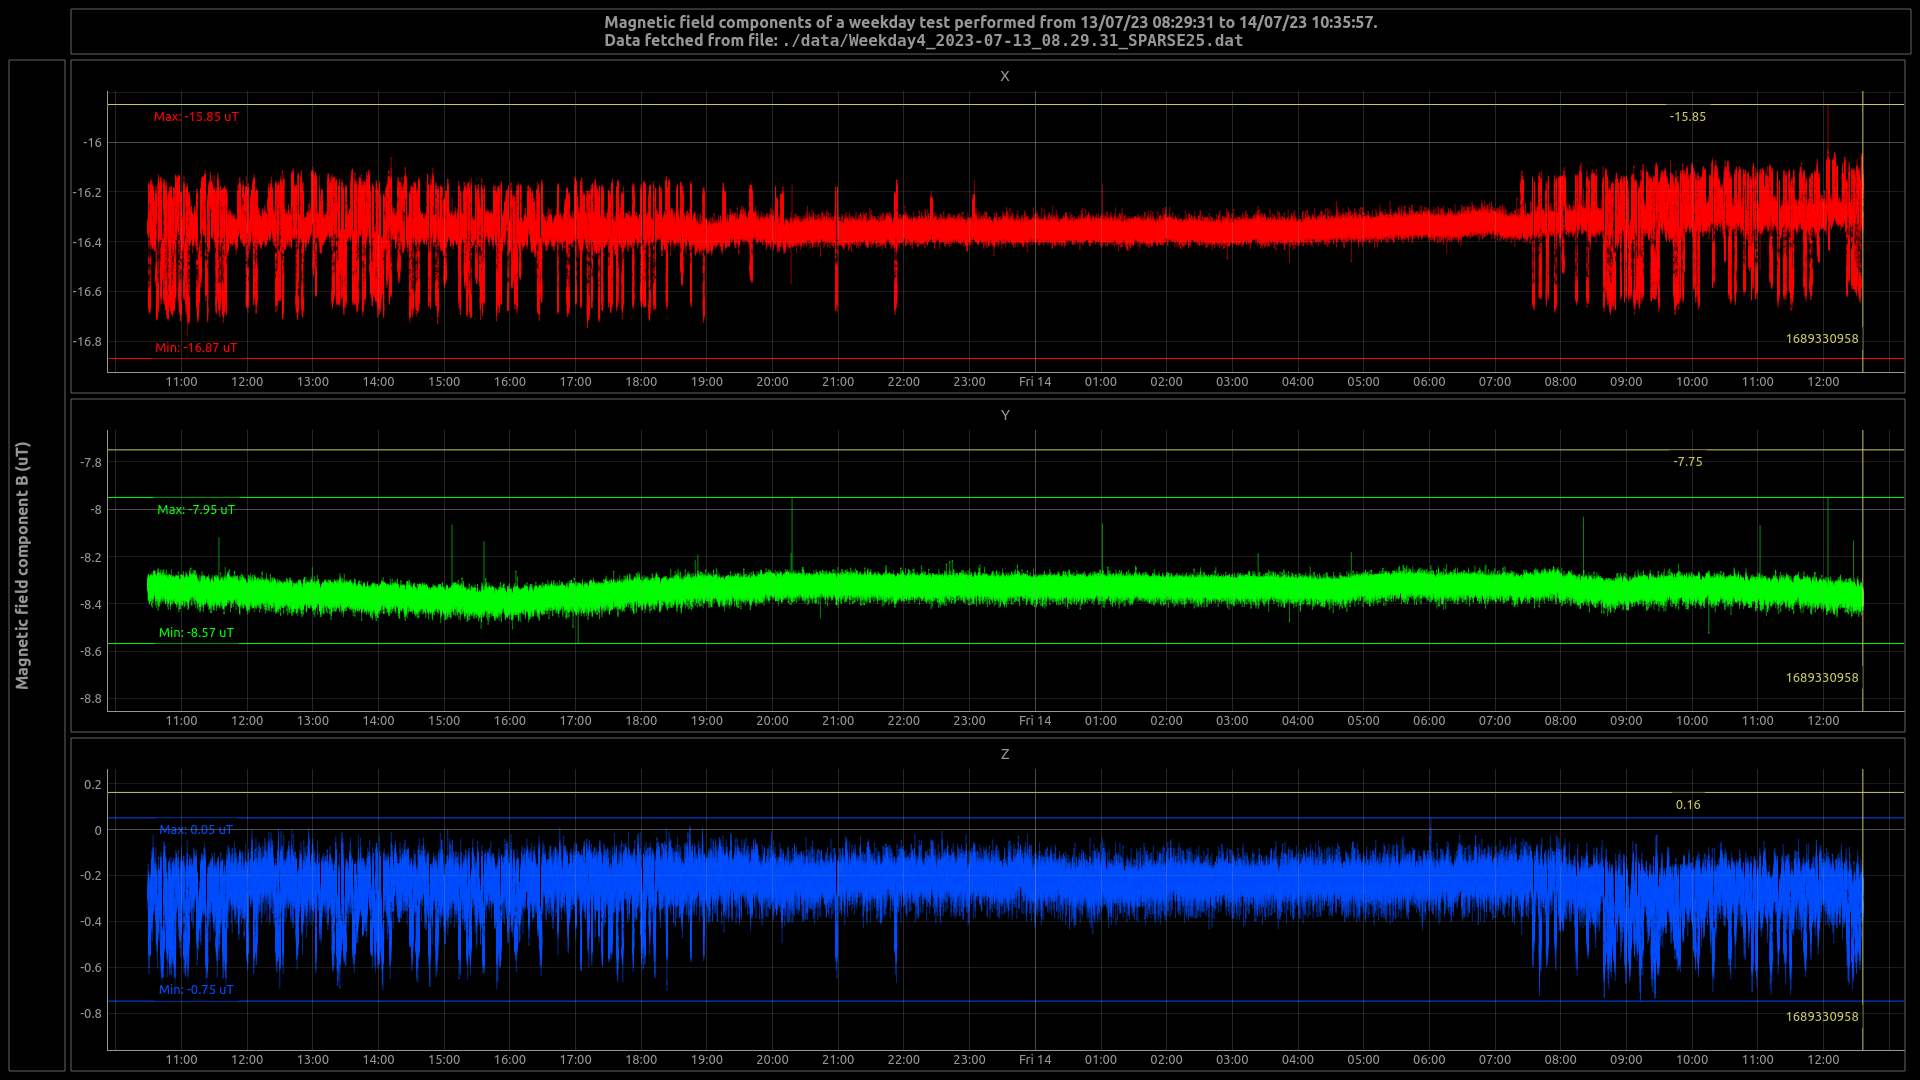 Magnetic field components of a weekday test performed from 13/07/23 08:29:31 to 14/07/23 10:35:57.
Data fetched from file: ./data/Weekday4_2023-07-13_08.29.31_SPARSE25.dat
Magnetic field component B (uT)
X
Max: -15.85 uT
-15.85
-16
-16.2
-16.4
-16.6
-16.8
Min: -16.87 uT
1689330958
11:00 12:00 13:00 14:00 15:00 16:00 17:00 18:00 19:00 20:00 21:00 22:00 23:00 Fri 14 01:00 02:00 03:00 04:00 05:00 06:00 07:00 08:00 09:00 10:00 11:00 12:00
Y
-7.8
-7.75
-8
Max: -7.95 uT
-8.2
-8.4
Min: -8.57 uT
-8.6
1689330958
-8.8
11:00 12:00 13:00 14:00 15:00 16:00 17:00 18:00 19:00 20:00 21:00 22:00 23:00 Fri 14 01:00 02:00 03:00 04:00 05:00 06:00 07:00 08:00 09:00 10:00 11:00 12:00
Z
0.2
0.16
0
Max: 0.05 uT
-0.2
-0.4
-0.6
Min: -0.75 uT
-0.8
1689330958
11:00 12:00 13:00 14:00 15:00 16:00 17:00 18:00 19:00 20:00 21:00 22:00 23:00 Fri 14 01:00 02:00 03:00 04:00 05:00 06:00 07:00 08:00 09:00 10:00 11:00 12:00